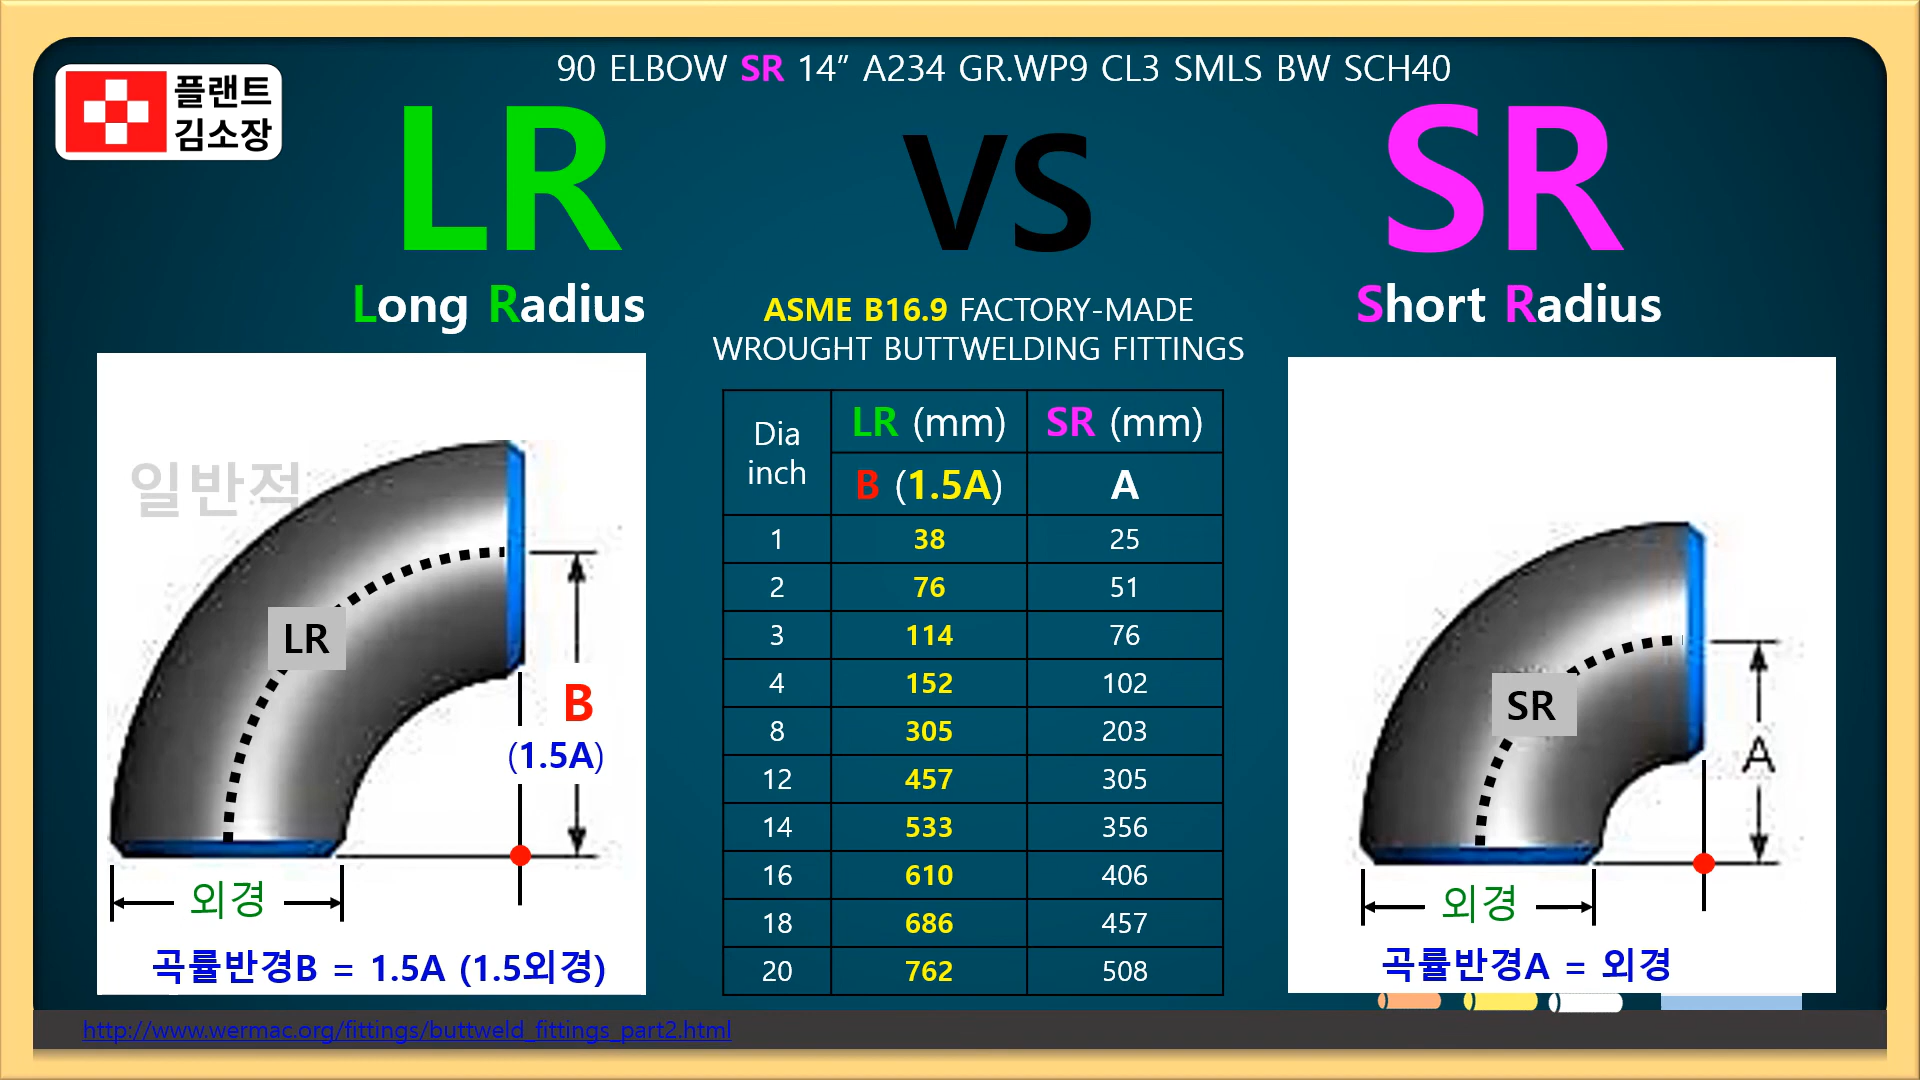 90 ELBOW SR 14” A234 GR.WP9 CL3 SMLS BW SCH40
플랜트
김소장
LR
VS
SR
Long Radius
Short Radius
ASME B16.9 FACTORY-MADE
WROUGHT BUTTWELDING FITTINGS
일반적
LR
B
(1.5A)
외경
곡률반경B = 1.5A (1.5외경)
Dia inch LR (mm) SR (mm)
B (1.5A) A
1 38 25
2 76 51
3 114 76
4 152 102
8 305 203
12 457 305
14 533 356
16 610 406
18 686 457
20 762 508
SR
A
외경
곡률반경A = 외경
http://www.wermac.org/fittings/buttweld_fittings_part2.html